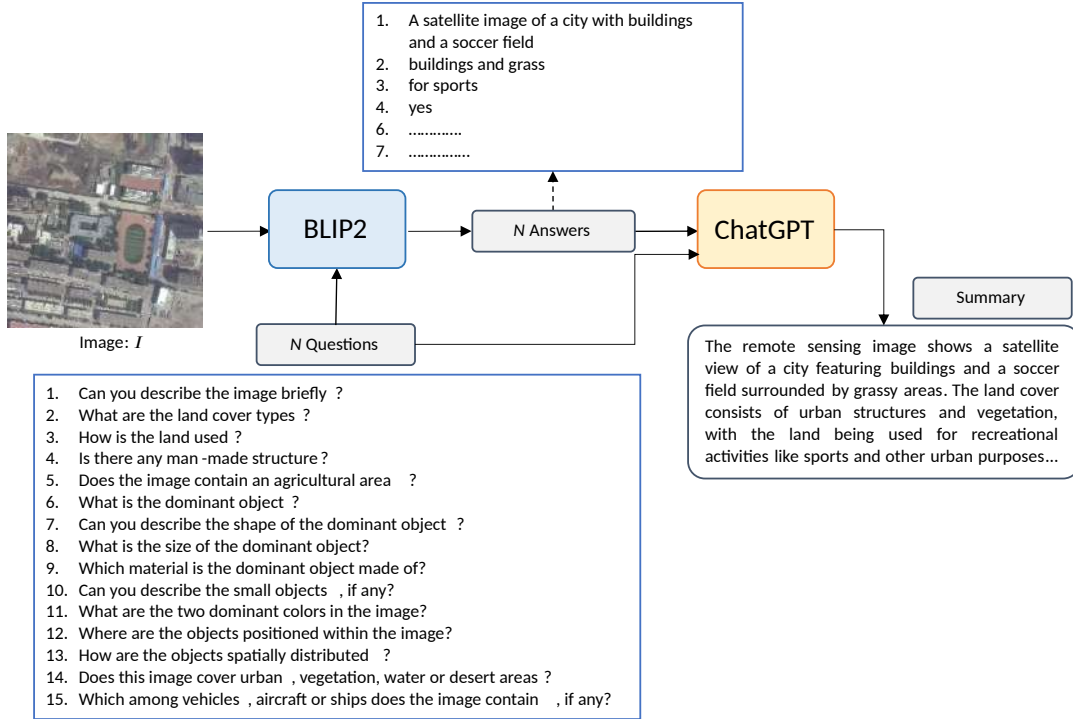 1. A satellite image of a city with buildings
and a soccer field
2. buildings and grass
3. for sports
4. yes
6. ………….
7. ……………
BLIP2
N Answers
ChatGPT
Summary
Image: I
N Questions
The remote sensing image shows a satellite
view of a city featuring buildings and a soccer
field surrounded by grassy areas. The land cover
consists of urban structures and vegetation,
with the land being used for recreational
activities like sports and other urban purposes...
1. Can you describe the image briefly ?
2. What are the land cover types ?
3. How is the land used ?
4. Is there any man -made structure ?
5. Does the image contain an agricultural area ?
6. What is the dominant object ?
7. Can you describe the shape of the dominant object ?
8. What is the size of the dominant object?
9. Which material is the dominant object made of?
10. Can you describe the small objects , if any?
11. What are the two dominant colors in the image?
12. Where are the objects positioned within the image?
13. How are the objects spatially distributed ?
14. Does this image cover urban , vegetation, water or desert areas ?
15. Which among vehicles , aircraft or ships does the image contain , if any?